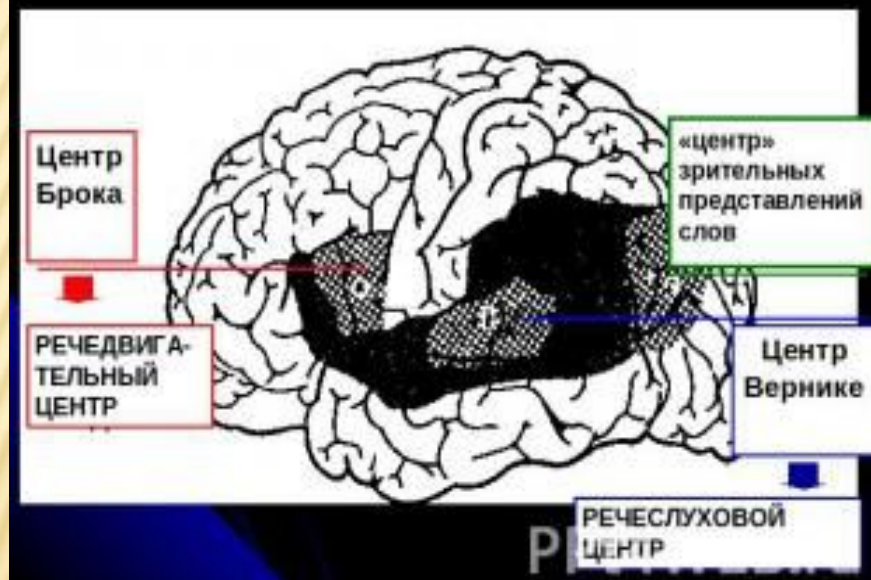 Центр
Брока
РЕЧЕДВИГА-
ТЕЛЬНЫЙ
ЦЕНТР
«центр»
зрительных
представлений
слов
Центр
Вернике
РЕЧЕСЛУХОВОЙ
ЦЕНТР